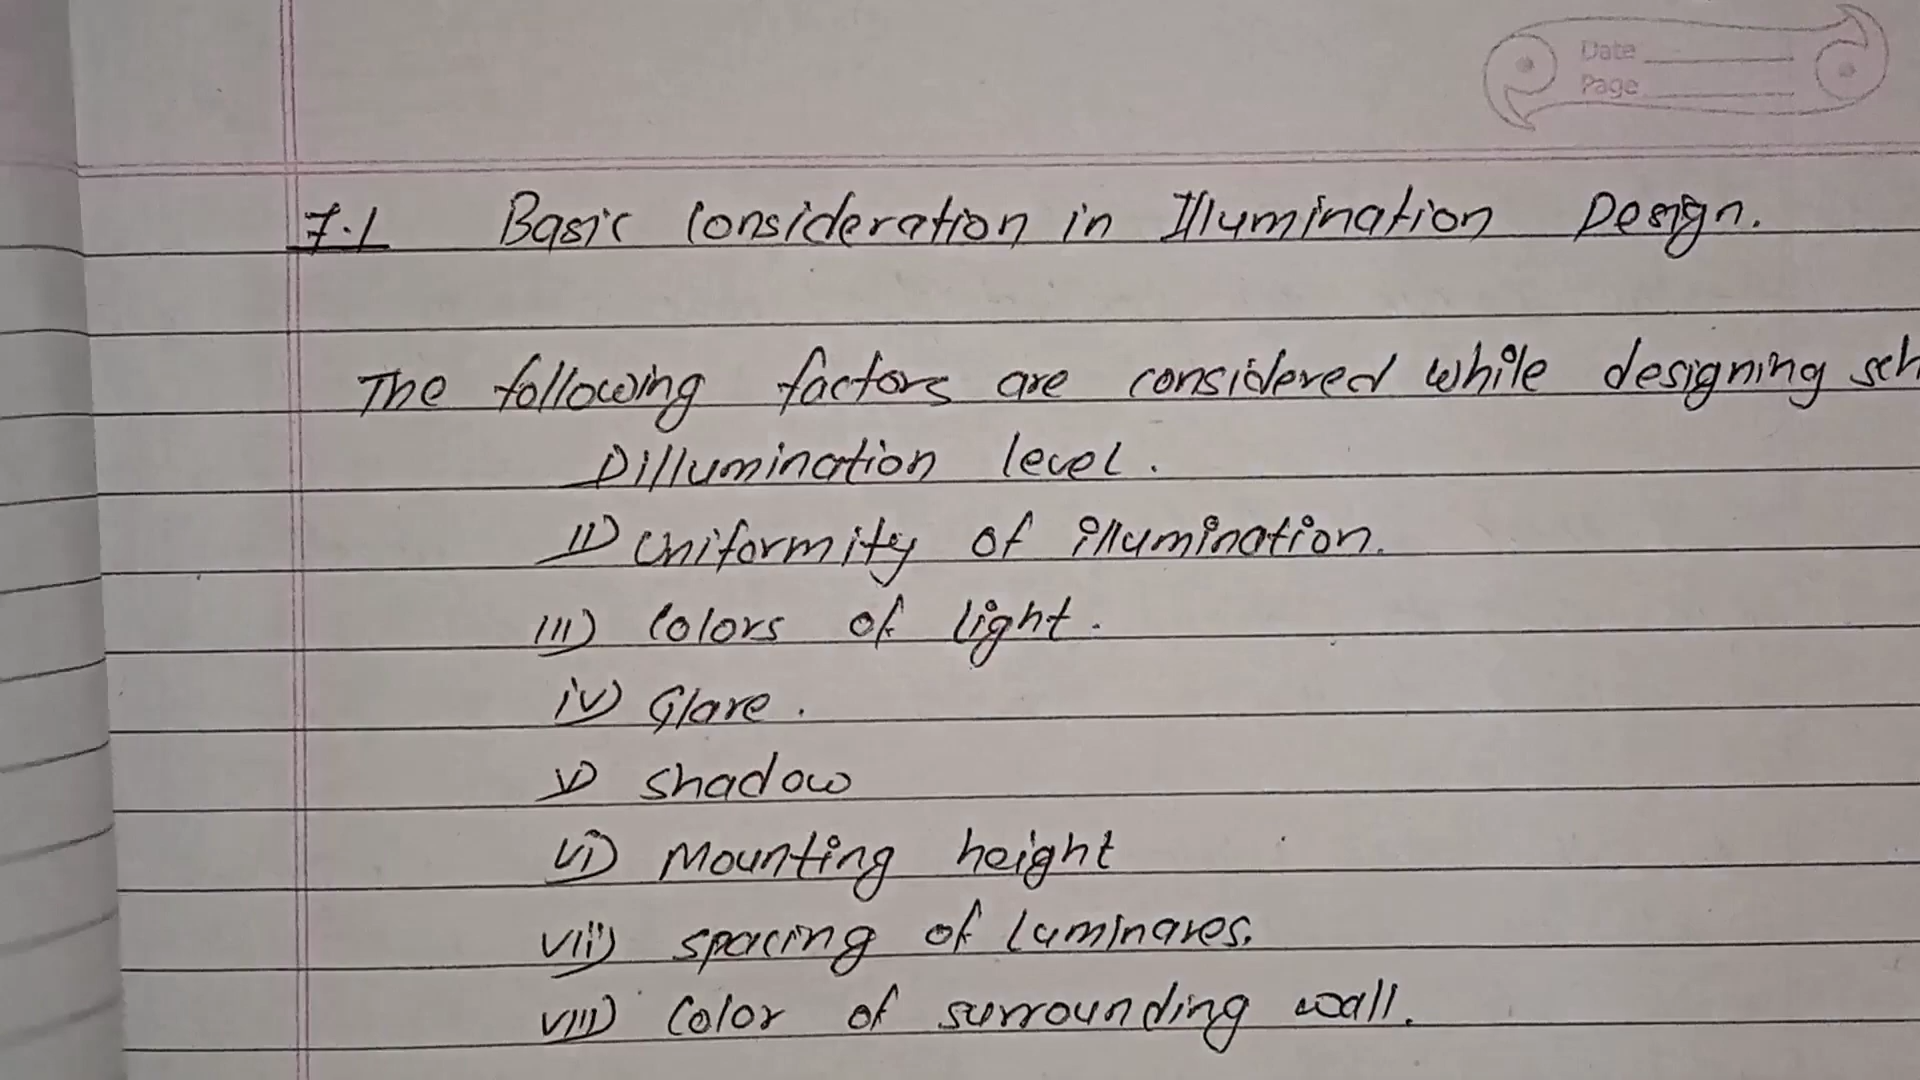 Date
Page
7.1 Basic Consideration in Illumination Design.
The following factors are considered while designing sch
i) illumination level.
ii) Uniformity of illumination.
iii) Colors of light.
iv) Glare.
v) shadow
vi) Mounting height
vii) spacing of luminares.
viii) Color of surrounding wall.